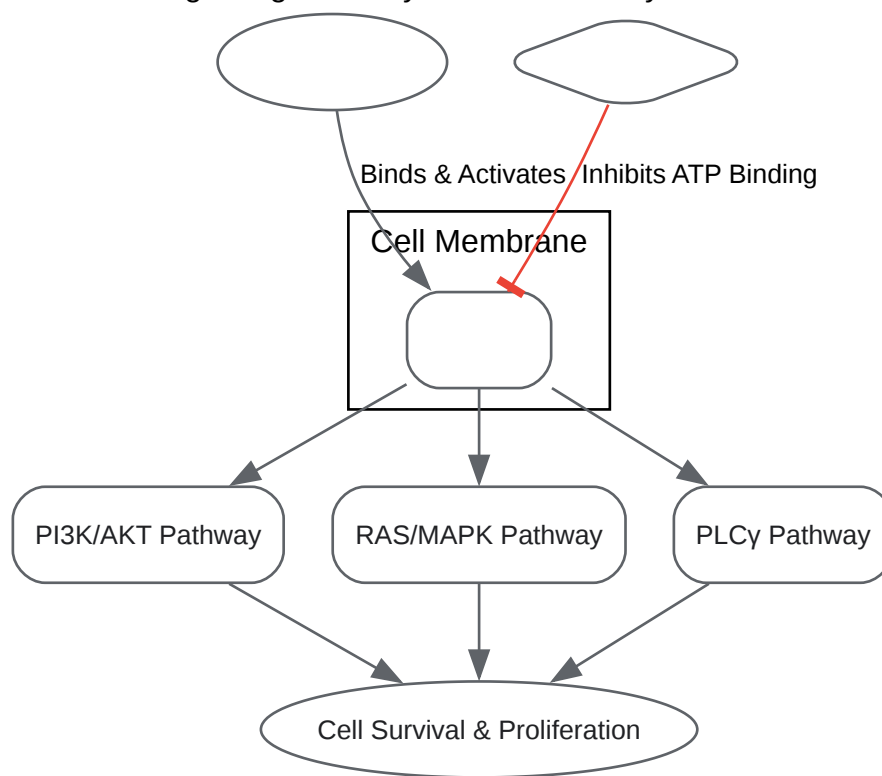 Binds & Activates
Inhibits ATP Binding
Cell Membrane
PI3K/AKT Pathway
RAS/MAPK Pathway
PLCγ Pathway
Cell Survival & Proliferation